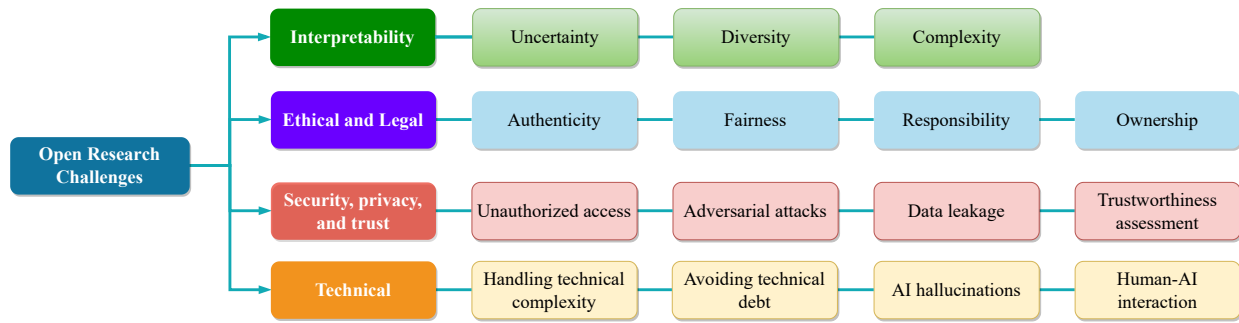 Open Research
Challenges
Interpretability
Uncertainty
Diversity
Complexity
Ethical and Legal
Authenticity
Fairness
Responsibility
Ownership
Security, privacy,
and trust
Unauthorized access
Adversarial attacks
Data leakage
Trustworthiness
assessment
Technical
Handling technical
complexity
Avoiding technical
debt
AI hallucinations
Human-AI
interaction